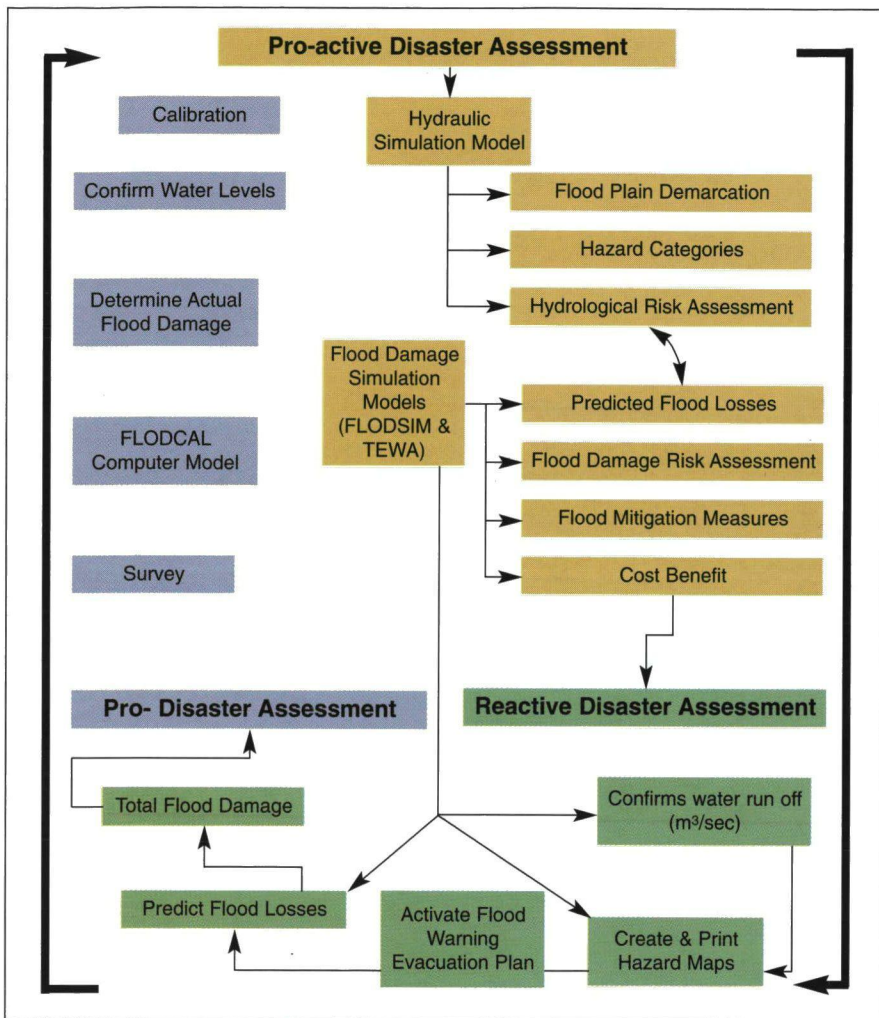 Pro-active Disaster Assessment
Calibration
Hydraulic
Simulation Model
Confirm Water Levels
Flood Plain Demarcation
Hazard Categories
Determine Actual
Flood Damage
Hydrological Risk Assessment
Flood Damage
Simulation
Models
(FLODSIM &
TEWA)
Predicted Flood Losses
FLODCAL
Computer Model
Flood Damage Risk Assessment
Flood Mitigation Measures
Survey
Cost Benefit
Pro- Disaster Assessment
Reactive Disaster Assessment
Total Flood Damage
Confirms water run off
(m³/sec)
Predict Flood Losses
Activate Flood
Warning
Evacuation Plan
Create & Print
Hazard Maps